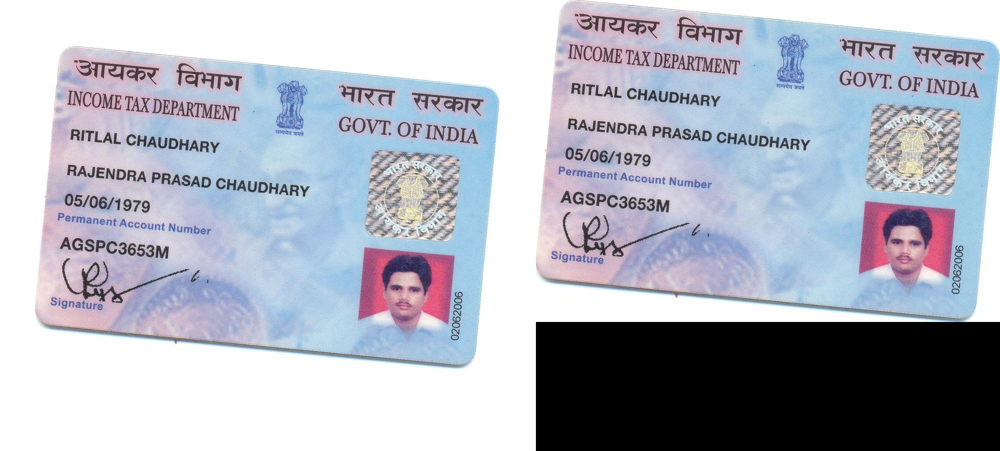 आयकर विभाग
INCOME TAX DEPARTMENT
भारत सरकार
GOVT. OF INDIA
सत्यमेव जयते
RITLAL CHAUDHARY
RAJENDRA PRASAD CHAUDHARY
05/06/1979
Permanent Account Number
AGSPC3653M
Signature
भारत सरकार
आयकर विभाग
02062006
आयकर विभाग
INCOME TAX DEPARTMENT
भारत सरकार
GOVT. OF INDIA
सत्यमेव जयते
RITLAL CHAUDHARY
RAJENDRA PRASAD CHAUDHARY
05/06/1979
Permanent Account Number
AGSPC3653M
Signature
भारत सरकार
आयकर विभाग
02062006